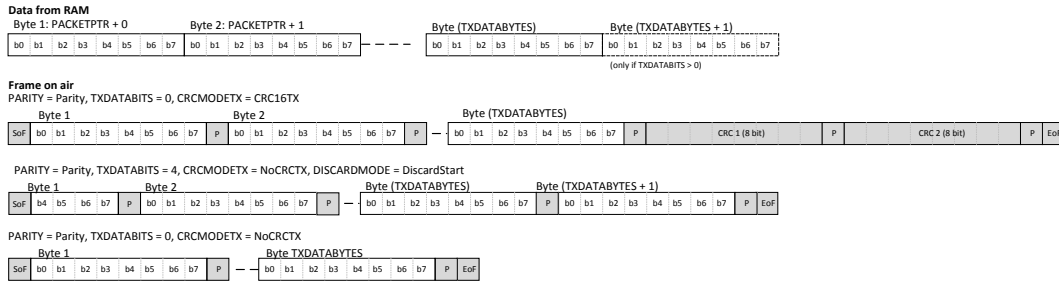 Data from RAM
Byte 1: PACKETPTR + 0 Byte 2: PACKETPTR + 1 Byte (TXDATABYTES) Byte (TXDATABYTES + 1)
b0 b1 b2 b3 b4 b5 b6 b7 b0 b1 b2 b3 b4 b5 b6 b7 b0 b1 b2 b3 b4 b5 b6 b7 b0 b1 b2 b3 b4 b5 b6 b7
(only if TXDATABITS > 0)
Frame on air
PARITY = Parity, TXDATABITS = 0, CRCMODETX = CRC16TX
Byte 1 Byte 2 Byte (TXDATABYTES)
SoF b0 b1 b2 b3 b4 b5 b6 b7 P b0 b1 b2 b3 b4 b5 b6 b7 P b0 b1 b2 b3 b4 b5 b6 b7 P CRC 1 (8 bit) P CRC 2 (8 bit) P EoF
PARITY = Parity, TXDATABITS = 4, CRCMODETX = NoCRCTX, DISCARDMODE = DiscardStart
Byte 1 Byte 2 Byte (TXDATABYTES) Byte (TXDATABYTES + 1)
SoF b4 b5 b6 b7 P b0 b1 b2 b3 b4 b5 b6 b7 P b0 b1 b2 b3 b4 b5 b6 b7 P b0 b1 b2 b3 b4 b5 b6 b7 P EoF
PARITY = Parity, TXDATABITS = 0, CRCMODETX = NoCRCTX
Byte 1 Byte TXDATABYTES
SoF b0 b1 b2 b3 b4 b5 b6 b7 P b0 b1 b2 b3 b4 b5 b6 b7 P EoF